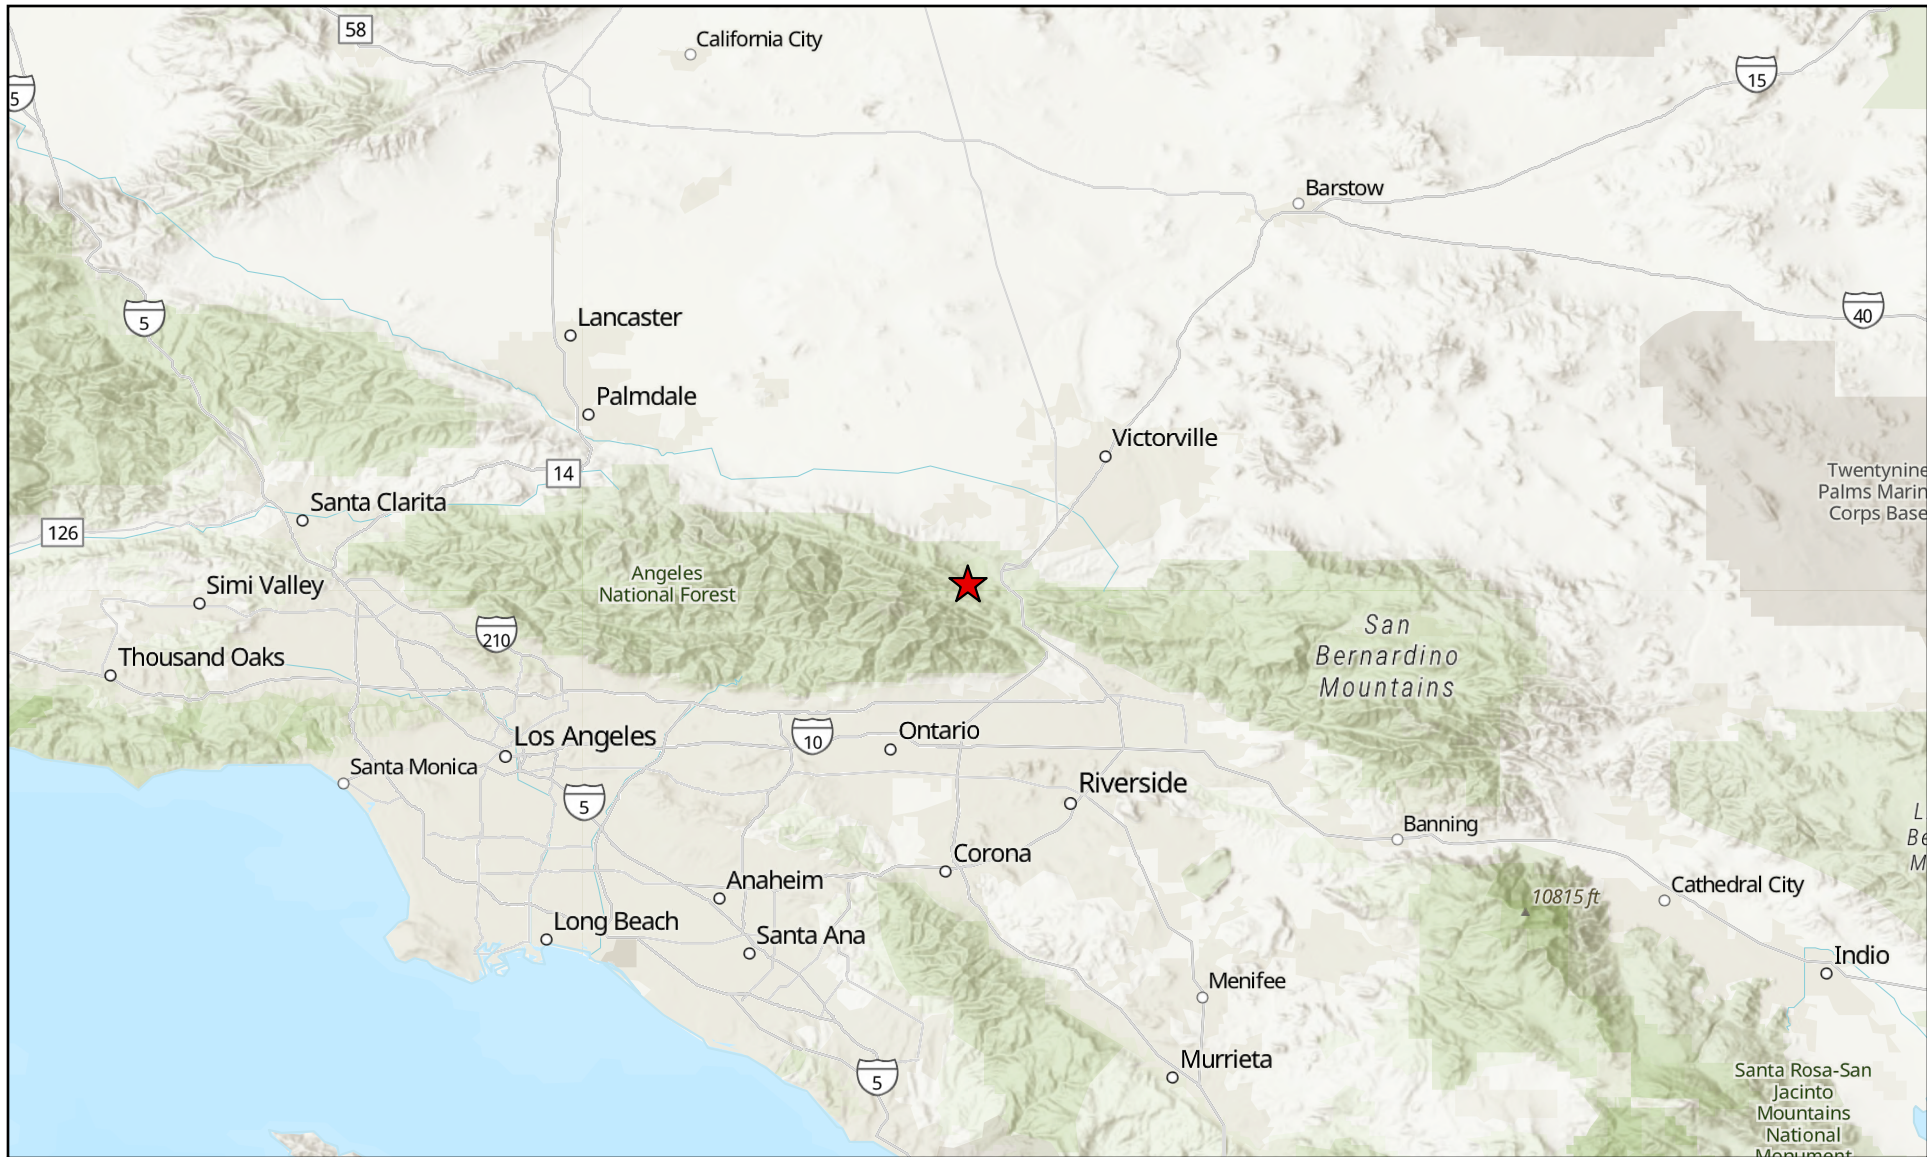 58
California City
15
5
Barstow
5
Lancaster
40
Palmdale
Victorville
14
Twentynine
Palms Marin
Corps Base
Santa Clarita
126
Angeles
National Forest
Simi Valley
210
San
Bernardino
Mountains
Thousand Oaks
Los Angeles
10
Ontario
Santa Monica
5
Riverside
Banning
L
Be
M
Corona
Anaheim
Cathedral City
10815 ft
Long Beach
Santa Ana
Indio
Menifee
Murrieta
5
Santa Rosa-San
Jacinto
Mountains
National
Monument